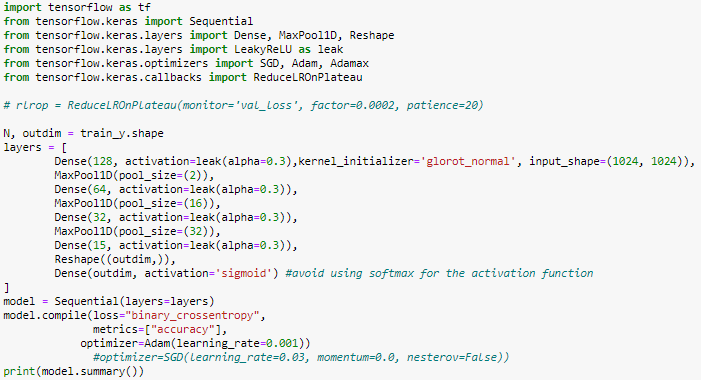 import tensorflow as tf
from tensorflow.keras import Sequential
from tensorflow.keras.layers import Dense, MaxPool1D, Reshape
from tensorflow.keras.layers import LeakyReLU as leak
from tensorflow.keras.optimizers import SGD, Adam, Adamax
from tensorflow.keras.callbacks import ReduceLROnPlateau

# rlrop = ReduceLROnPlateau(monitor='val_loss', factor=0.0002, patience=20)

N, outdim = train_y.shape
layers = [
        Dense(128, activation=leak(alpha=0.3),kernel_initializer='glorot_normal', input_shape=(1024, 1024)),
        MaxPool1D(pool_size=(2)),
        Dense(64, activation=leak(alpha=0.3)),
        MaxPool1D(pool_size=(16)),
        Dense(32, activation=leak(alpha=0.3)),
        MaxPool1D(pool_size=(32)),
        Dense(15, activation=leak(alpha=0.3)),
        Reshape((outdim,)),
        Dense(outdim, activation='sigmoid') #avoid using softmax for the activation function
]
model = Sequential(layers=layers)
model.compile(loss="binary_crossentropy",
              metrics=["accuracy"],
            optimizer=Adam(learning_rate=0.001))
              #optimizer=SGD(learning_rate=0.03, momentum=0.0, nesterov=False))
print(model.summary())